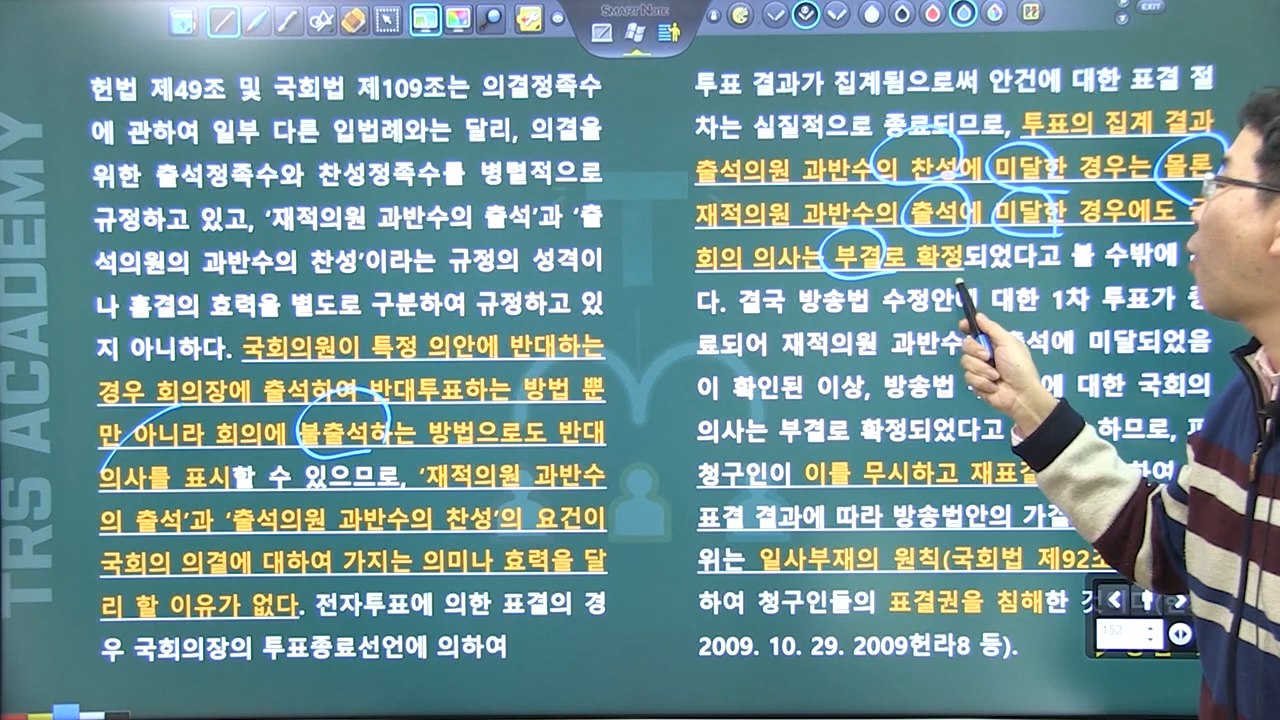 SMART NOTE
EXIT
TRS ACADEMY
헌법 제49조 및 국회법 제109조는 의결정족수
에 관하여 일부 다른 입법례와는 달리, 의결을
위한 출석정족수와 찬성정족수를 병렬적으로
규정하고 있고, ‘재적의원 과반수의 출석’과 ‘출
석의원의 과반수의 찬성’이라는 규정의 성격이
나 흠결의 효력을 별도로 구분하여 규정하고 있
지 아니하다. 국회의원이 특정 의안에 반대하는
경우 회의장에 출석하여 반대투표하는 방법 뿐
만 아니라 회의에 불출석하는 방법으로도 반대
의사를 표시할 수 있으므로, ‘재적의원 과반수
의 출석’과 ‘출석의원 과반수의 찬성’의 요건이
국회의 의결에 대하여 가지는 의미나 효력을 달
리 할 이유가 없다. 전자투표에 의한 표결의 경
우 국회의장의 투표종료선언에 의하여
투표 결과가 집계됨으로써 안건에 대한 표결 절
차는 실질적으로 종료되므로, 투표의 집계 결과
출석의원 과반수의 찬성에 미달한 경우는 물론
재적의원 과반수의 출석에 미달한 경우에도
회의 의사는 부결로 확정되었다고 볼 수밖에
다. 결국 방송법 수정안에 대한 1차 투표가
료되어 재적의원 과반수 출석에 미달되었음
이 확인된 이상, 방송법 에 대한 국회의
의사는 부결로 확정되었다고 하므로,
청구인이 이를 무시하고 재표결 하여
표결 결과에 따라 방송법안의 가결
위는 일사부재의 원칙(국회법 제92조
하여 청구인들의 표결권을 침해한
2009. 10. 29. 2009헌라8 등).
152